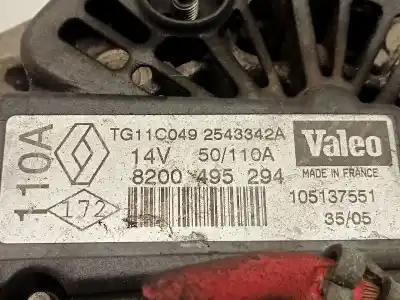 110A
TG11C049 2543342A
14V 50/110A
8200 495 294
172
Valeo
MADE IN FRANCE
105137551
35/05